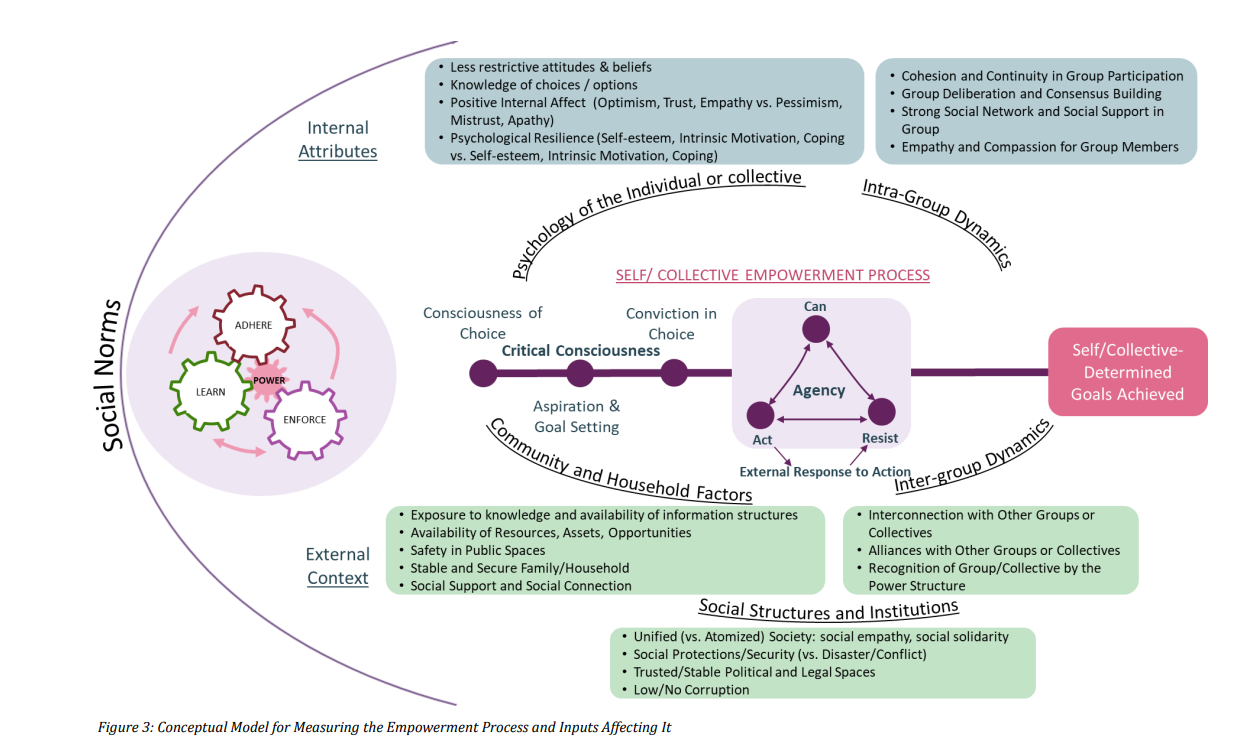 • Less restrictive attitudes & beliefs
• Knowledge of choices / options
• Positive Internal Affect (Optimism, Trust, Empathy vs. Pessimism,
Mistrust, Apathy)
• Psychological Resilience (Self-esteem, Intrinsic Motivation, Coping
vs. Self-esteem, Intrinsic Motivation, Coping)
• Cohesion and Continuity in Group Participation
• Group Deliberation and Consensus Building
• Strong Social Network and Social Support in
Group
• Empathy and Compassion for Group Members
Internal
Attributes
Psychology of the Individual or collective
Intra-Group Dynamics
SELF/ COLLECTIVE EMPOWERMENT PROCESS
Social Norms
ADHERE
LEARN
POWER
ENFORCE
Consciousness of
Choice
Conviction in
Choice
Critical Consciousness
Aspiration &
Goal Setting
Can
Agency
Act
Resist
External Response to Action
Self/Collective-
Determined
Goals Achieved
Community and Household Factors
Inter-group Dynamics
External
Context
• Exposure to knowledge and availability of information structures
• Availability of Resources, Assets, Opportunities
• Safety in Public Spaces
• Stable and Secure Family/Household
• Social Support and Social Connection
• Interconnection with Other Groups or
Collectives
• Alliances with Other Groups or Collectives
• Recognition of Group/Collective by the
Power Structure
Social Structures and Institutions
• Unified (vs. Atomized) Society: social empathy, social solidarity
• Social Protections/Security (vs. Disaster/Conflict)
• Trusted/Stable Political and Legal Spaces
• Low/No Corruption
Figure 3: Conceptual Model for Measuring the Empowerment Process and Inputs Affecting It